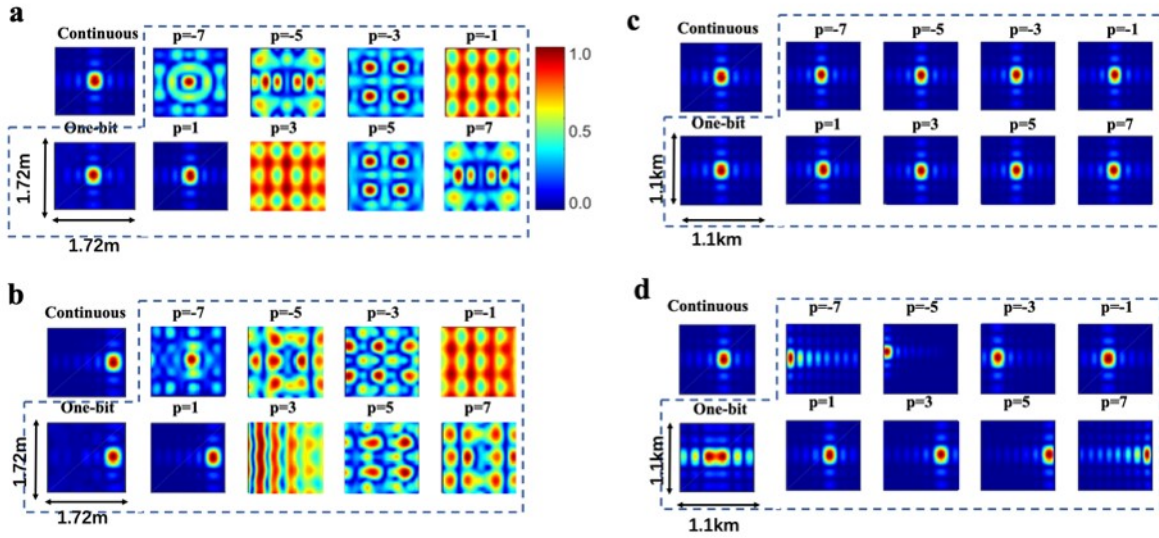 a
Continuous p=-7 p=-5 p=-3 p=-1
1.0
0.5
0.0
One-bit p=1 p=3 p=5 p=7
1.72m
1.72m
b
Continuous p=-7 p=-5 p=-3 p=-1
One-bit p=1 p=3 p=5 p=7
1.72m
1.72m
c
Continuous p=-7 p=-5 p=-3 p=-1
One-bit p=1 p=3 p=5 p=7
1.1km
1.1km
d
Continuous p=-7 p=-5 p=-3 p=-1
One-bit p=1 p=3 p=5 p=7
1.1km
1.1km